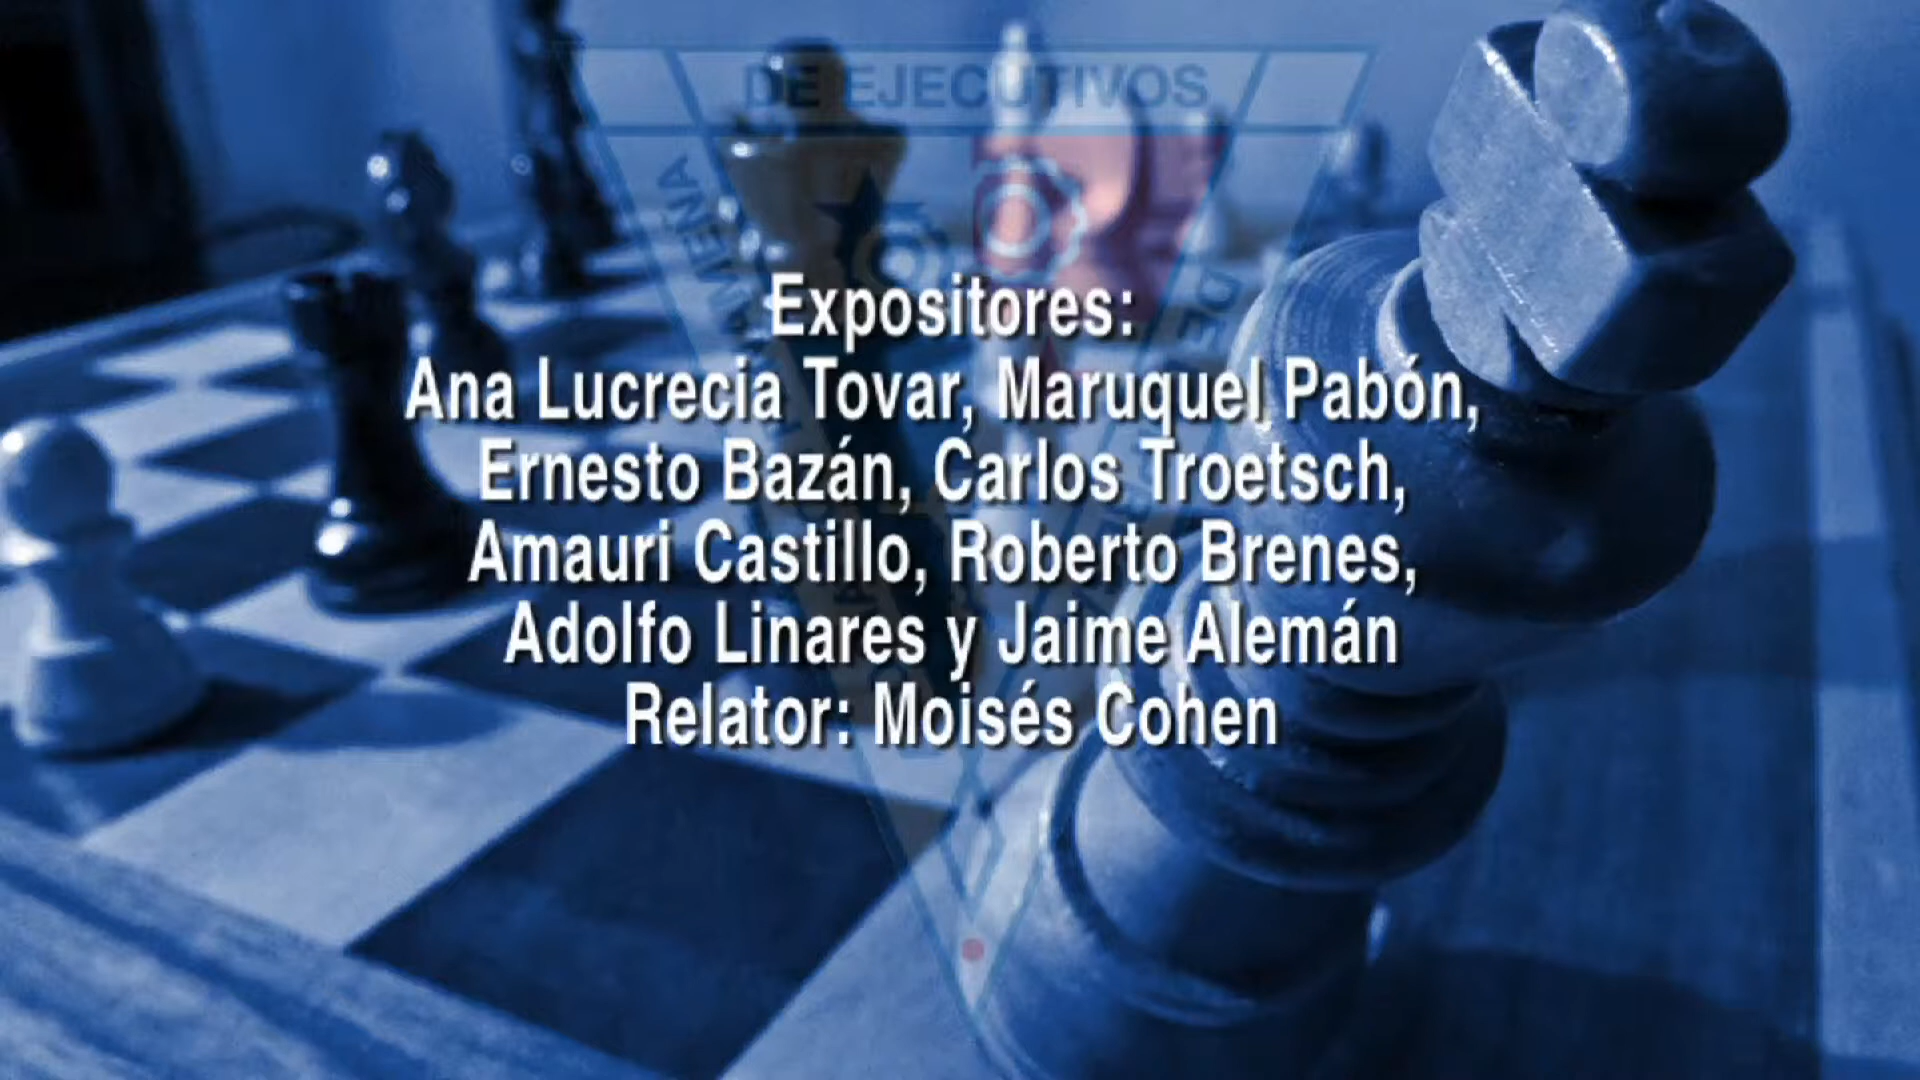 DE EJECUTIVOS
Expositores:
Ana Lucrecia Tovar, Maruquel Pabón,
Ernesto Bazán, Carlos Troetsch,
Amauri Castillo, Roberto Brenes,
Adolfo Linares y Jaime Alemán
Relator: Moisés Cohen